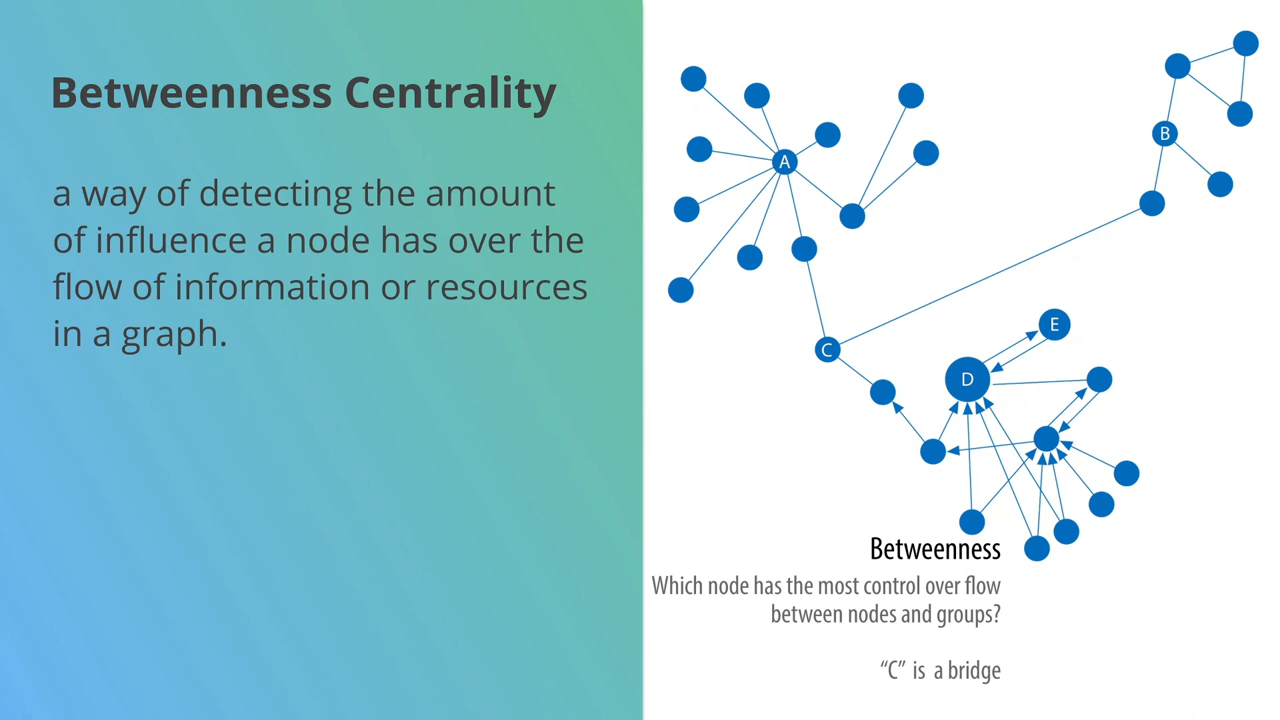 Betweenness Centrality
a way of detecting the amount
of influence a node has over the
flow of information or resources
in a graph.
A
B
C
E
D
Betweenness
Which node has the most control over flow
between nodes and groups?
“C” is a bridge